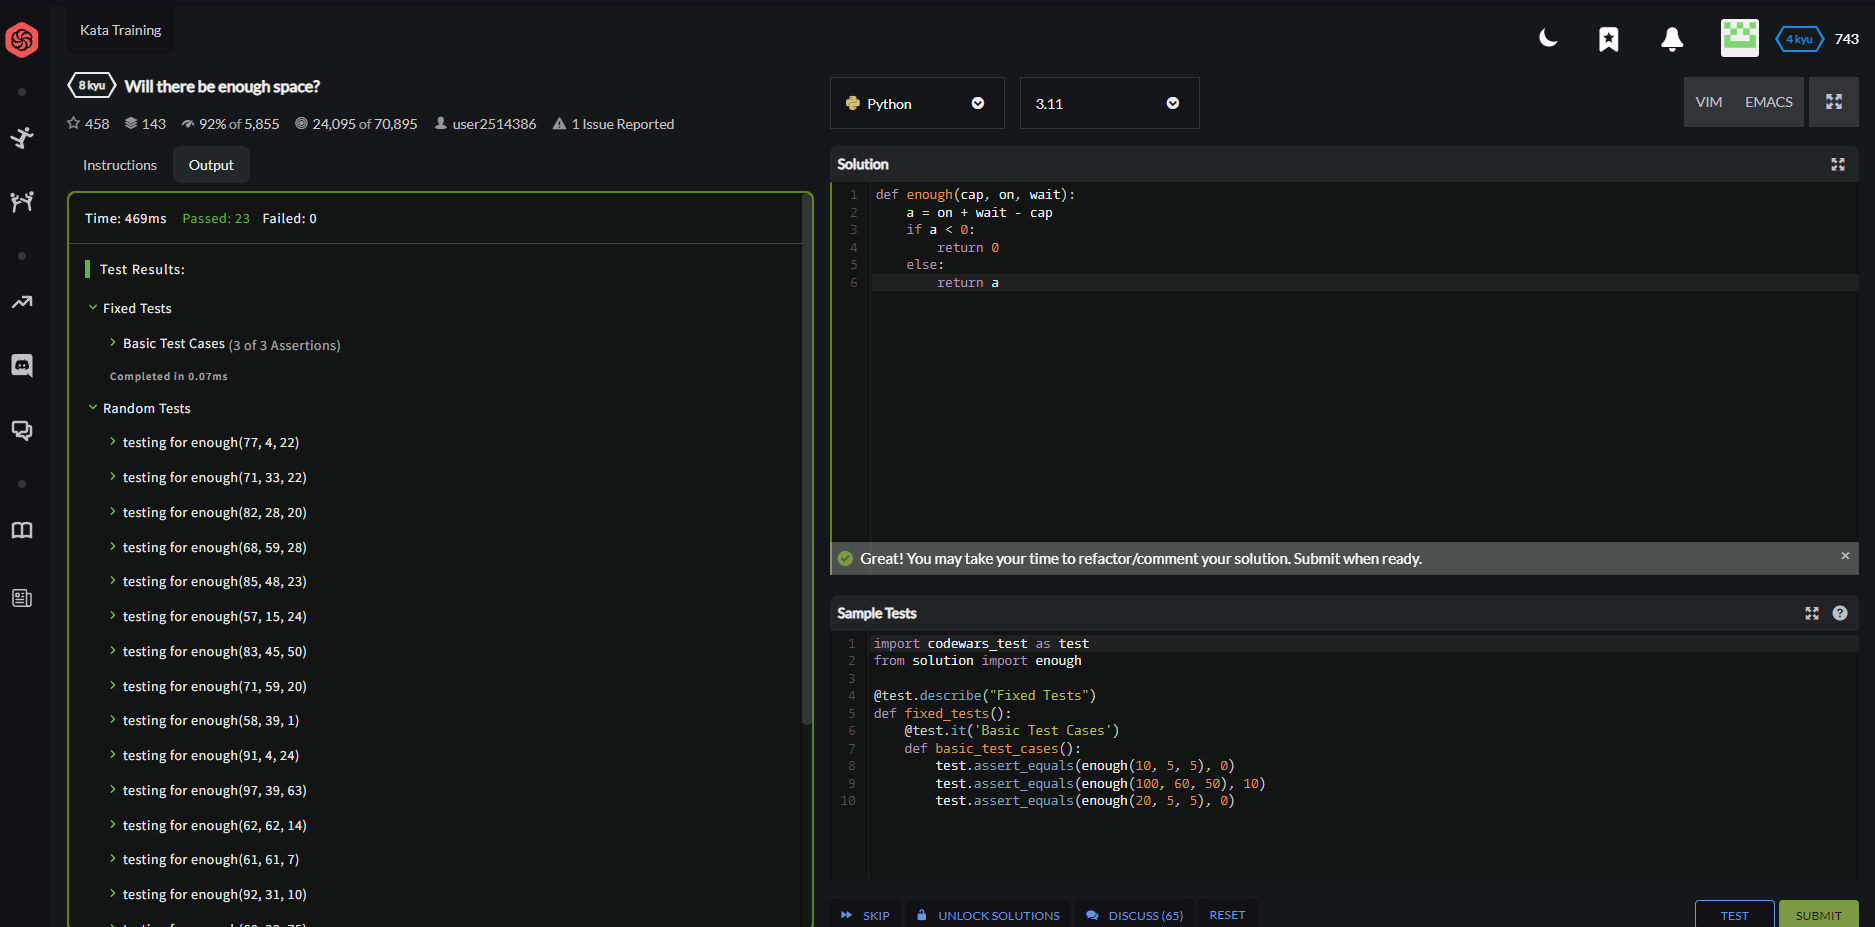 Kata Training
4 kyu
743
8 kyu
Will there be enough space?
458 143 92% of 5,855 24,095 of 70,895 user2514386 1 Issue Reported
Instructions
Output
Time: 469ms Passed: 23 Failed: 0
Test Results:
Fixed Tests
Basic Test Cases (3 of 3 Assertions)
Completed in 0.07ms
Random Tests
testing for enough(77, 4, 22)
testing for enough(71, 33, 22)
testing for enough(82, 28, 20)
testing for enough(68, 59, 28)
testing for enough(85, 48, 23)
testing for enough(57, 15, 24)
testing for enough(83, 45, 50)
testing for enough(71, 59, 20)
testing for enough(58, 39, 1)
testing for enough(91, 4, 24)
testing for enough(97, 39, 63)
testing for enough(62, 62, 14)
testing for enough(61, 61, 7)
testing for enough(92, 31, 10)
Python
3.11
VIM EMACS
Solution
1 def enough(cap, on, wait):
2     a = on + wait - cap
3     if a < 0:
4         return 0
5     else:
6         return a
Great! You may take your time to refactor/comment your solution. Submit when ready.
Sample Tests
1 import codewars_test as test
2 from solution import enough
3
4 @test.describe("Fixed Tests")
5 def fixed_tests():
6     @test.it('Basic Test Cases')
7     def basic_test_cases():
8         test.assert_equals(enough(10, 5, 5), 0)
9         test.assert_equals(enough(100, 60, 50), 10)
10         test.assert_equals(enough(20, 5, 5), 0)
SKIP
UNLOCK SOLUTIONS
DISCUSS (65)
RESET
TEST
SUBMIT